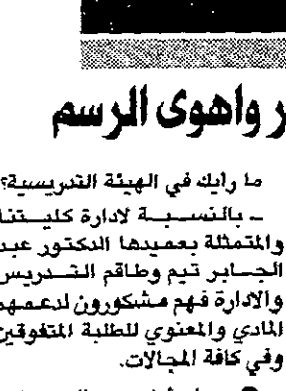 ر واهوى الرسم
ما رايك في الهيئة التدريسية؟
ـ بالنسبة لادارة كليتنا
والمتمثلة بعميدها الدكتور عبد
الجابر تيم وطاقم التدريس
والادارة فهم مشكورون لدعمهم
المادي والمعنوي للطلبة المتفوقين
وفي كافة المجالات.